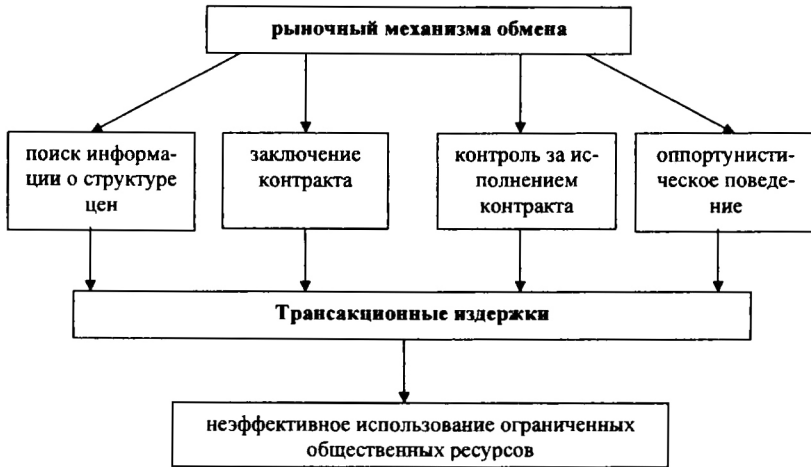 рыночный механизма обмена
поиск информа-
ции о структуре
цен
заключение
контракта
контроль за ис-
полнением
контракта
оппортунисти-
ческое поведе-
ние
Трансакционные издержки
неэффективное использование ограниченных
общественных ресурсов